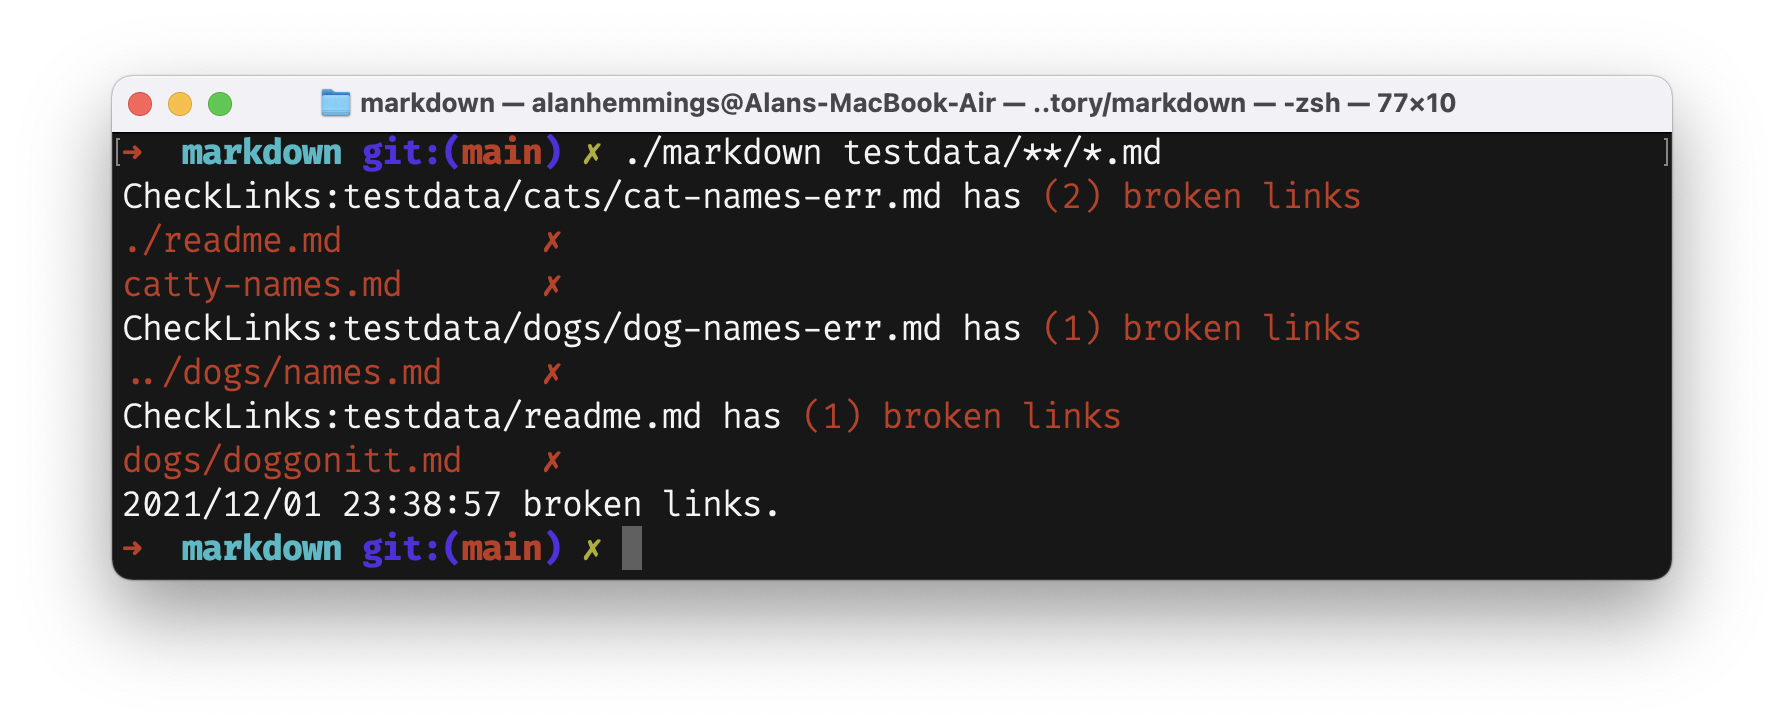 markdown — alanhemmings@Alans-MacBook-Air — ..tory/markdown — -zsh — 77×10
[➜  markdown git:(main) ✗ ./markdown testdata/**/*.md ]
CheckLinks:testdata/cats/cat-names-err.md has (2) broken links
./readme.md          ✗
catty-names.md       ✗
CheckLinks:testdata/dogs/dog-names-err.md has (1) broken links
../dogs/names.md     ✗
CheckLinks:testdata/readme.md has (1) broken links
dogs/doggonitt.md    ✗
2021/12/01 23:38:57 broken links.
➜  markdown git:(main) ✗